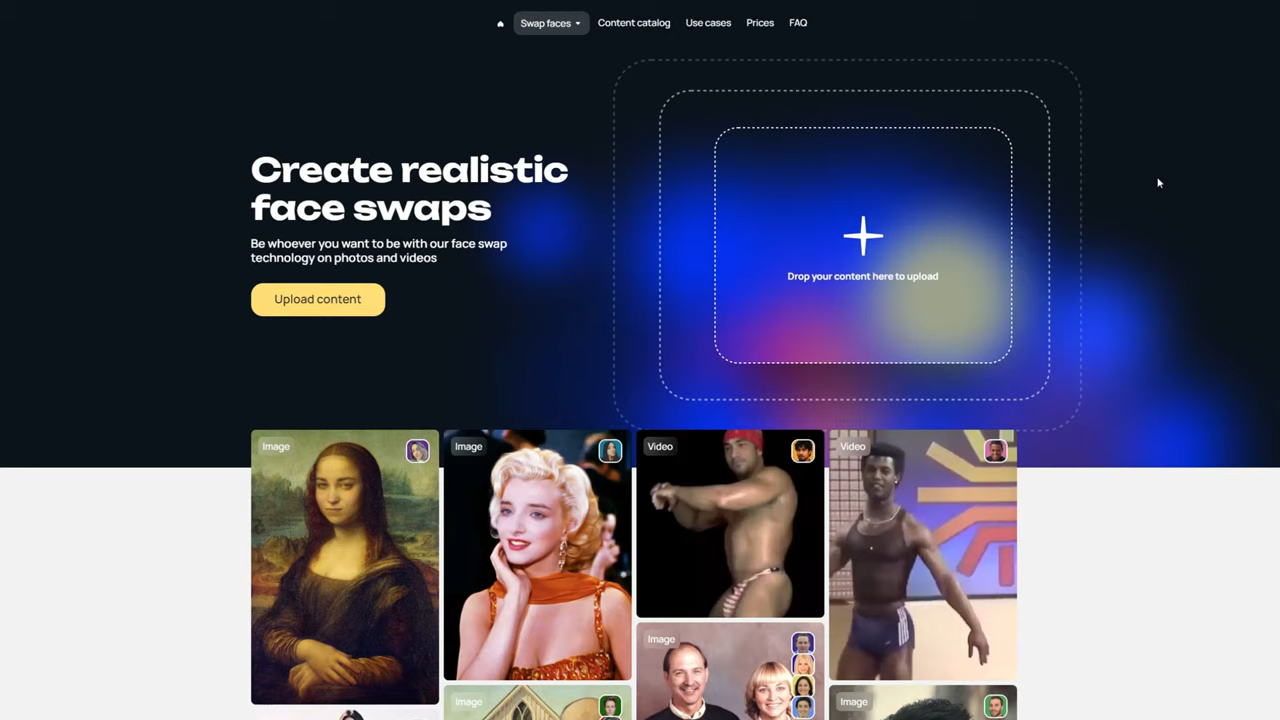 Swap faces
Content catalog
Use cases
Prices
FAQ
Create realistic
face swaps
Be whoever you want to be with our face swap
technology on photos and videos
Upload content
Drop your content here to upload
Image
Image
Video
Video
Image
Image
Image